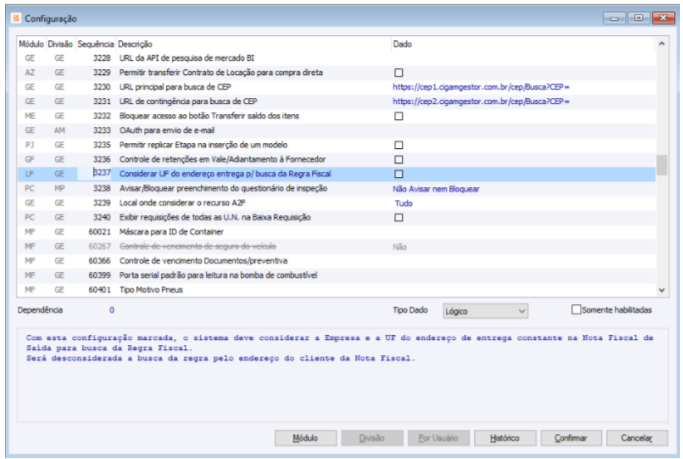 Configuração
Módulo Divisão Sequência Descrição Dado
GE GE 3228 URL da API de pesquisa de mercado BI
AZ GE 3229 Permitir transferir Contrato de Locação para compra direta
GE GE 3230 URL principal para busca de CEP https://cep1.cigamgestor.com.br/cep/Busca?CEP=
GE GE 3231 URL de contingência para busca de CEP https://cep2.cigamgestor.com.br/cep/Busca?CEP=
ME GE 3232 Bloquear acesso ao botão Transferir saldo dos itens
GE AM 3233 OAuth para envio de e-mail
PJ GE 3235 Permitir replicar Etapa na inserção de um modelo
GF GE 3236 Controle de retenções em Vale/Adiantamento à Fornecedor
LF GE 3237 Considerar UF do endereço entrega p/ busca da Regra Fiscal
PC MP 3238 Avisar/Bloquear preenchimento do questionário de inspeção Não Avisar nem Bloquear
GE GE 3239 Local onde considerar o recurso A2F Tudo
PC GE 3240 Exibir requisições de todas as U.N. na Baixa Requisição
MF GE 60021 Máscara para ID de Container
MF GE 60267 Controle de vencimento de seguro do veículo Não
MF GE 60366 Controle de vencimento Documentos/preventiva
MF GE 60399 Porta serial padrão para leitura na bomba de combustível
MF GE 60401 Tipo Motivo Pneus
Dependência 0 Tipo Dado Lógico Somente habilitadas
Com esta configuração marcada, o sistema deve considerar a Empresa e a UF do endereço de entrega constante na Nota Fiscal de
Saída para busca da Regra Fiscal.
Será desconsiderada a busca da regra pelo endereço do cliente da Nota Fiscal.
Módulo Divisão Por Usuário Histórico Confirmar Cancelar